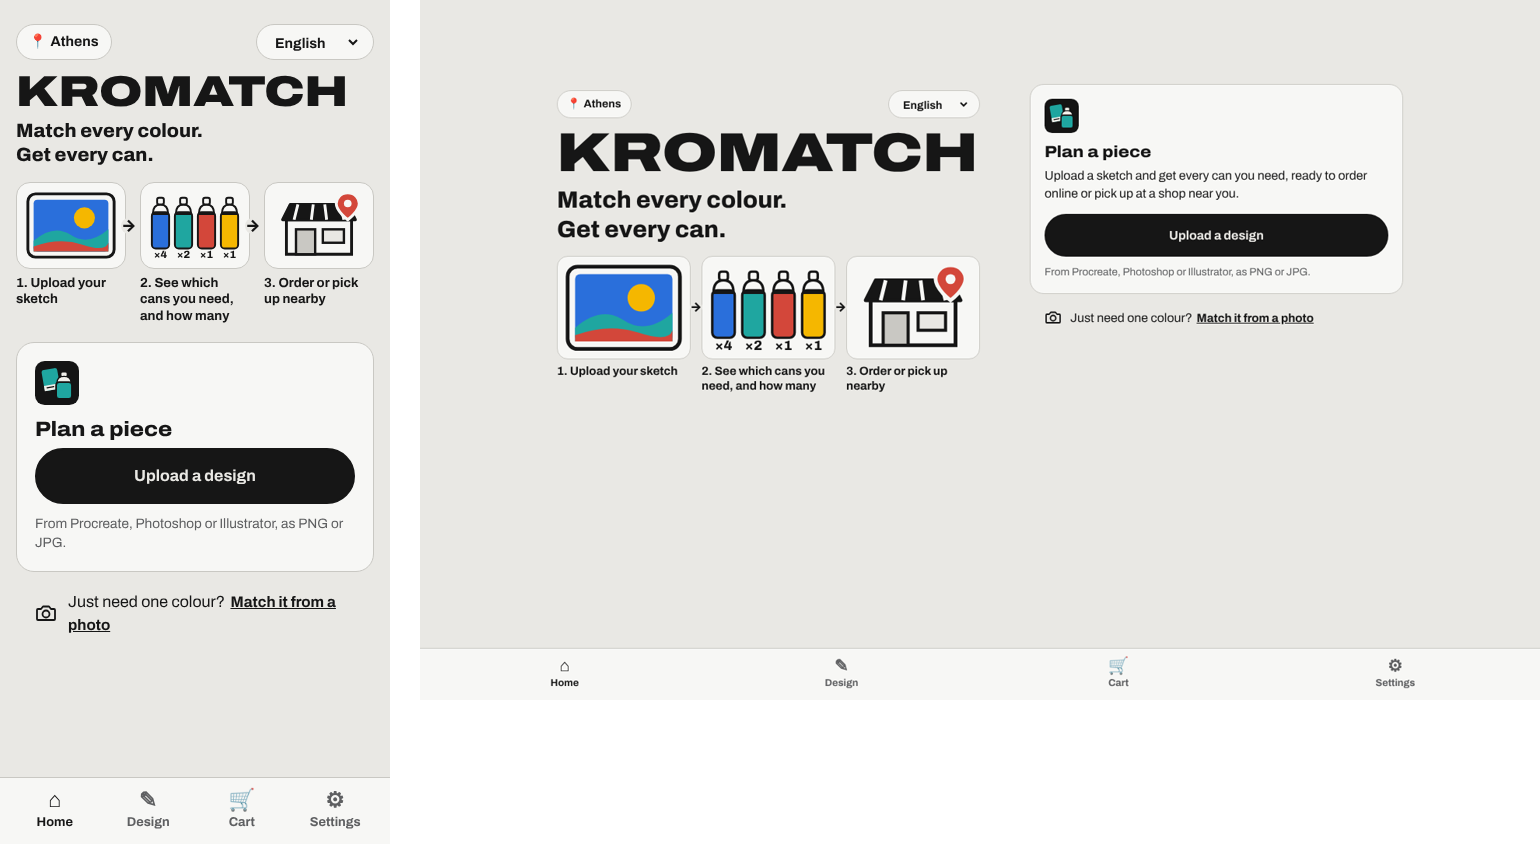 Athens
English
KROMATCH
Match every colour.
Get every can.
×4 ×2 ×1 ×1
1. Upload your
sketch
2. See which
cans you need,
and how many
3. Order or pick
up nearby
Plan a piece
Upload a design
From Procreate, Photoshop or Illustrator, as PNG or
JPG.
Just need one colour? Match it from a
photo
Home
Design
Cart
Settings
Athens
English
KROMATCH
Match every colour.
Get every can.
×4 ×2 ×1 ×1
1. Upload your sketch
2. See which cans you
need, and how many
3. Order or pick up
nearby
Plan a piece
Upload a sketch and get every can you need, ready to order
online or pick up at a shop near you.
Upload a design
From Procreate, Photoshop or Illustrator, as PNG or JPG.
Just need one colour? Match it from a photo
Home
Design
Cart
Settings